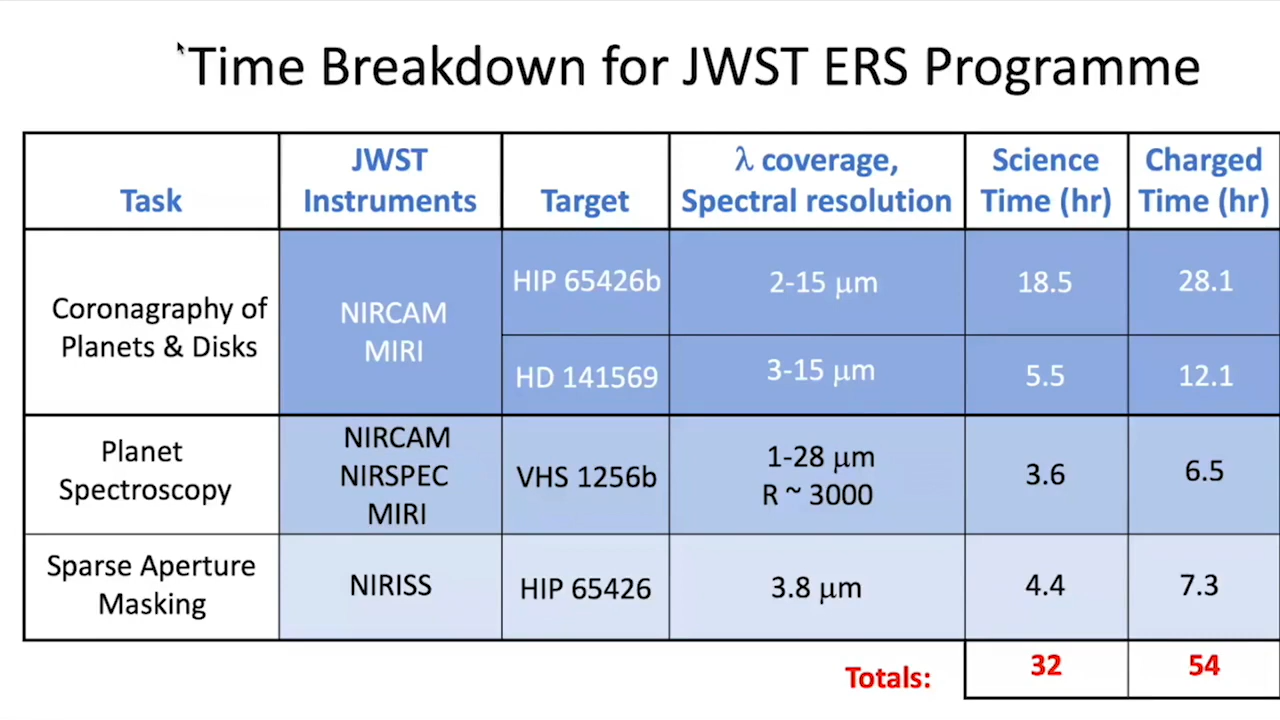 Time Breakdown for JWST ERS Programme
Task
JWST
Instruments
Target
λ coverage,
Spectral resolution
Science
Time (hr)
Charged
Time (hr)
Coronagraphy of
Planets & Disks
NIRCAM
MIRI
HIP 65426b
2-15 μm
18.5
28.1
HD 141569
3-15 μm
5.5
12.1
Planet
Spectroscopy
NIRCAM
NIRSPEC
MIRI
VHS 1256b
1-28 μm
R ~ 3000
3.6
6.5
Sparse Aperture
Masking
NIRISS
HIP 65426
3.8 μm
4.4
7.3
Totals:
32
54